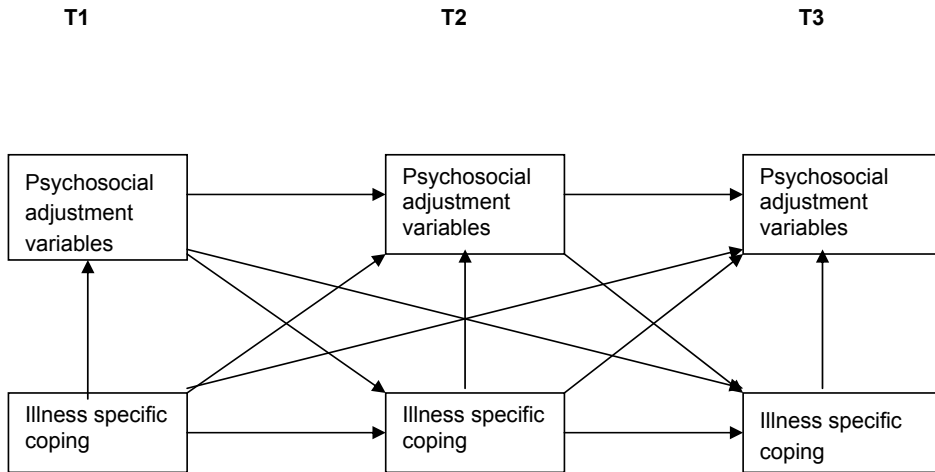 T1 T2 T3
Psychosocial
adjustment
variables
Psychosocial
adjustment
variables
Psychosocial
adjustment
variables
Illness specific
coping
Illness specific
coping
Illness specific
coping